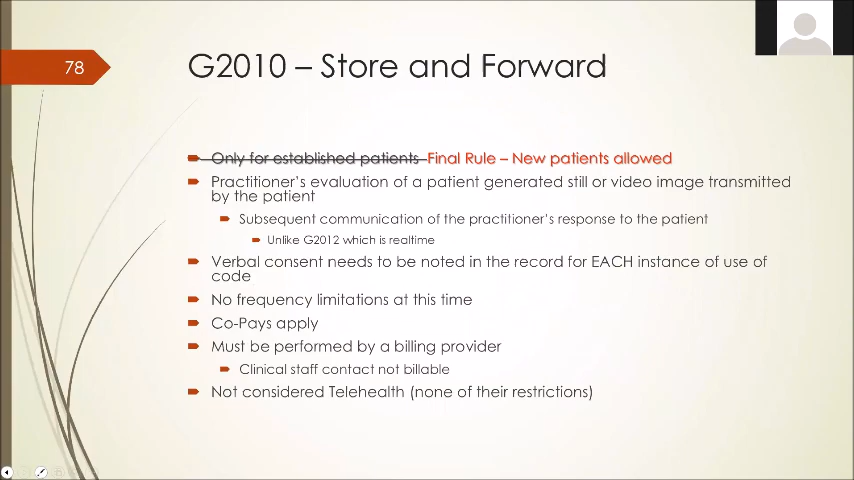 78
G2010 – Store and Forward
Only for established patients Final Rule – New patients allowed
Practitioner's evaluation of a patient generated still or video image transmitted
by the patient
Subsequent communication of the practitioner's response to the patient
Unlike G2012 which is realtime
Verbal consent needs to be noted in the record for EACH instance of use of
code
No frequency limitations at this time
Co-Pays apply
Must be performed by a billing provider
Clinical staff contact not billable
Not considered Telehealth (none of their restrictions)